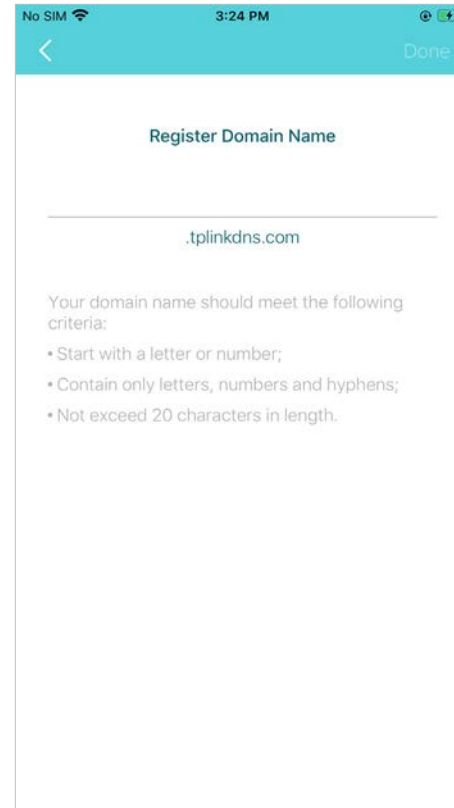 No SIM 3:24 PM
Done
Register Domain Name
.tplinkdns.com
Your domain name should meet the following
criteria:
• Start with a letter or number;
• Contain only letters, numbers and hyphens;
• Not exceed 20 characters in length.